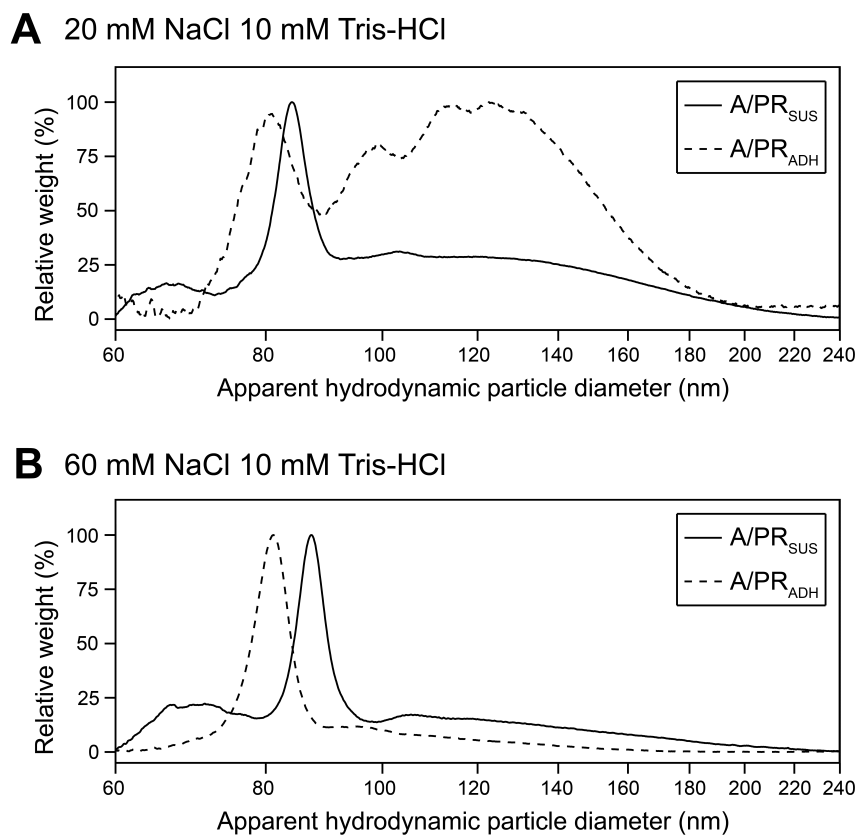 A 20 mM NaCl 10 mM Tris-HCl
Relative weight (%)
100
75
50
25
0
A/PRSUS
A/PRADH
60 80 100 120 140 160 180 200 220 240
Apparent hydrodynamic particle diameter (nm)
B 60 mM NaCl 10 mM Tris-HCl
Relative weight (%)
100
75
50
25
0
A/PRSUS
A/PRADH
60 80 100 120 140 160 180 200 220 240
Apparent hydrodynamic particle diameter (nm)